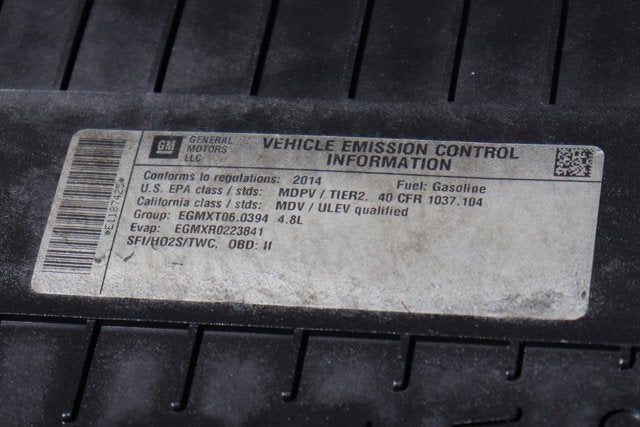 GM
GENERAL
MOTORS
LLC
VEHICLE EMISSION CONTROL
INFORMATION
Conforms to regulations: 2014 Fuel: Gasoline
U.S. EPA class / stds: MDPV / TIER2, 40 CFR 1037.104
California class / stds: MDV / ULEV qualified
Group: EGMXT06.0394 4.8L
Evap: EGMXR0223841
SFI/HO2S/TWC, OBD: II